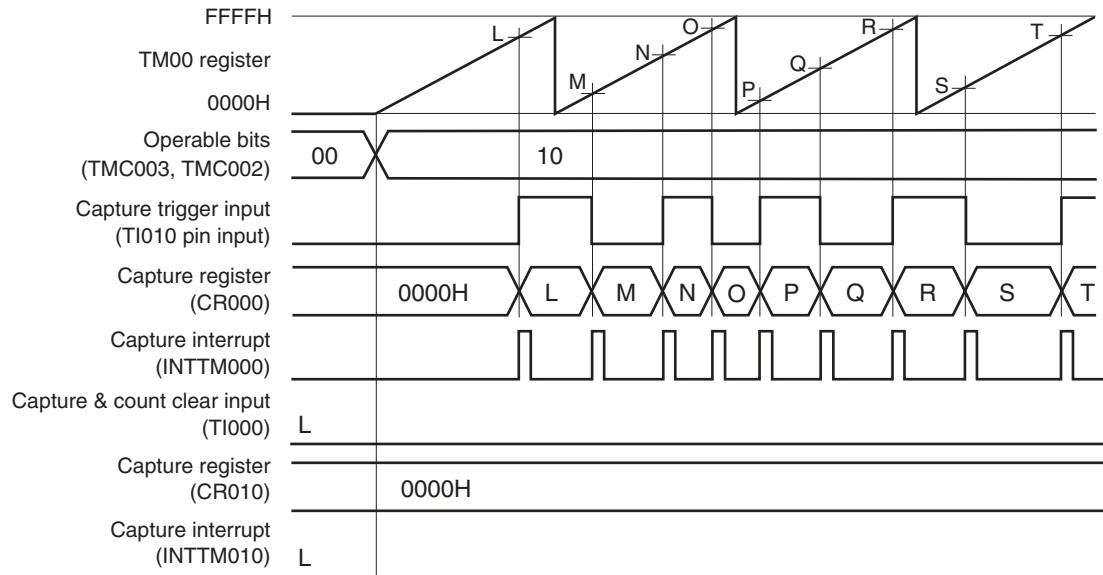 FFFFH
TM00 register
0000H
L M N O P Q R S T
Operable bits
(TMC003, TMC002)
00 10
Capture trigger input
(TI010 pin input)
Capture register
(CR000)
0000H L M N O P Q R S T
Capture interrupt
(INTTM000)
Capture & count clear input
(TI000)
L
Capture register
(CR010)
0000H
Capture interrupt
(INTTM010)
L